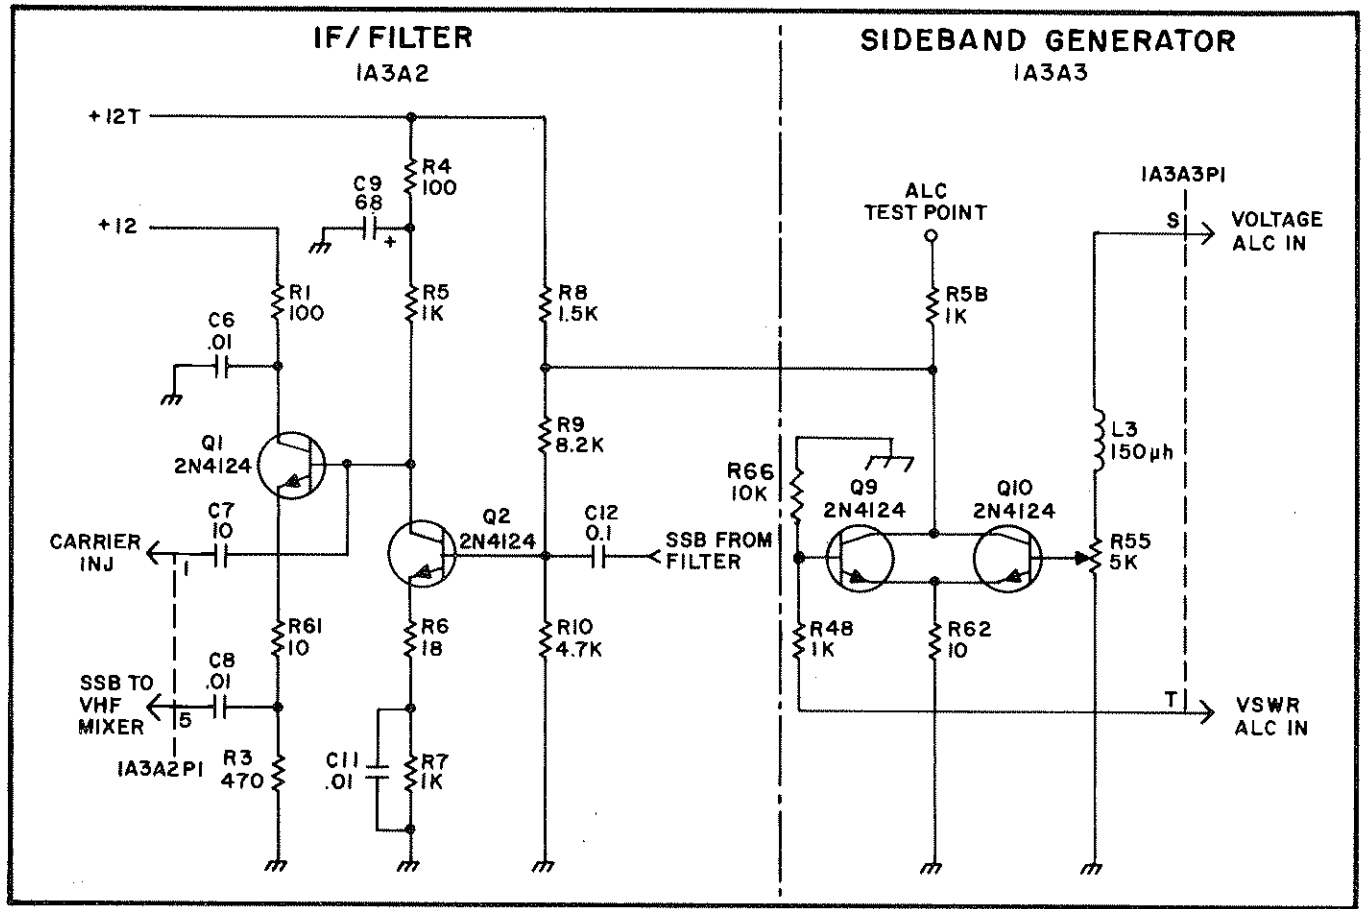 IF/FILTER
1A3A2
SIDEBAND GENERATOR
1A3A3
+12T
+12
R4
100
C9
68
+
R1
100
R5
1K
R8
1.5K
C6
.01
Q1
2N4124
R9
8.2K
C7
10
CARRIER
INJ
1
Q2
2N4124
C12
0.1
SSB FROM
FILTER
R61
10
R6
18
R10
4.7K
C8
.01
SSB TO
VHF
MIXER
5
1A3A2P1
R3
470
C11
.01
R7
1K
ALC
TEST POINT
1A3A3P1
S
VOLTAGE
ALC IN
R5B
1K
L3
150µh
R66
10K
Q9
2N4124
Q10
2N4124
R55
5K
R48
1K
R62
10
T
VSWR
ALC IN